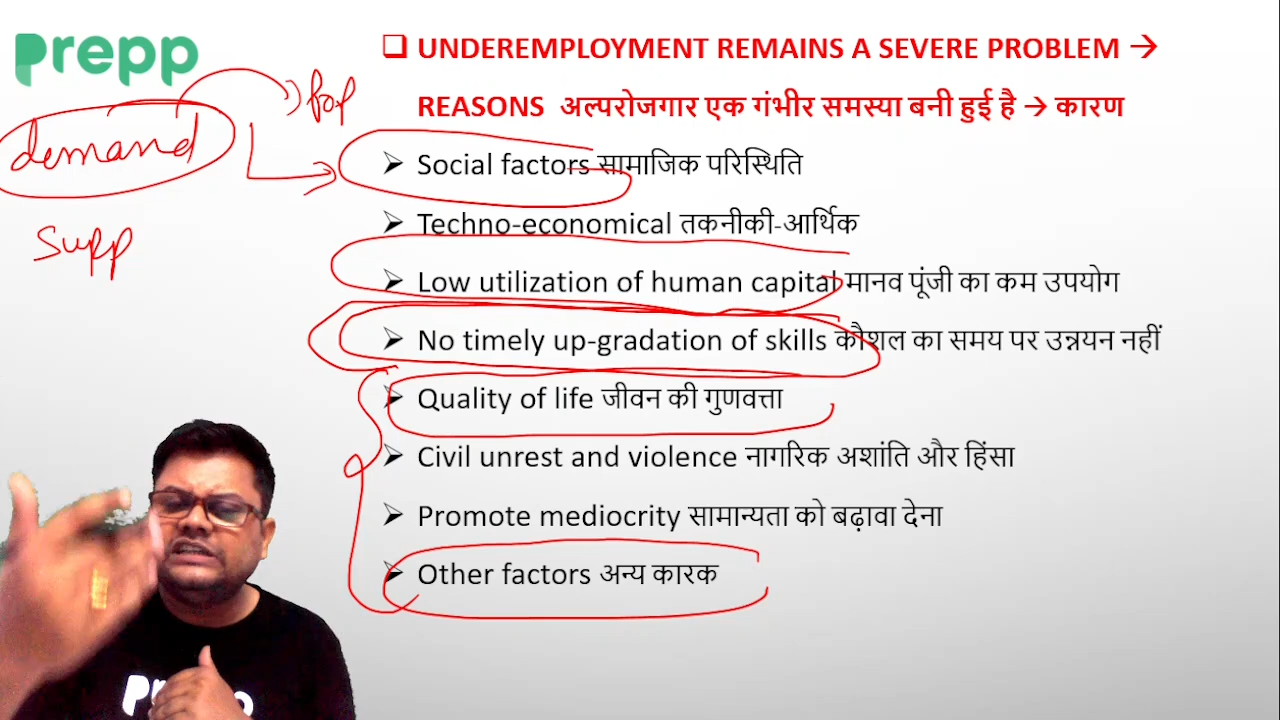 prepp
UNDEREMPLOYMENT REMAINS A SEVERE PROBLEM →
REASONS अल्परोजगार एक गंभीर समस्या बनी हुई है → कारण
demand
pop
supp
Social factors सामाजिक परिस्थिति
Techno-economical तकनीकी-आर्थिक
Low utilization of human capital मानव पूंजी का कम उपयोग
No timely up-gradation of skills कौशल का समय पर उन्नयन नहीं
Quality of life जीवन की गुणवत्ता
Civil unrest and violence नागरिक अशांति और हिंसा
Promote mediocrity सामान्यता को बढ़ावा देना
Other factors अन्य कारक